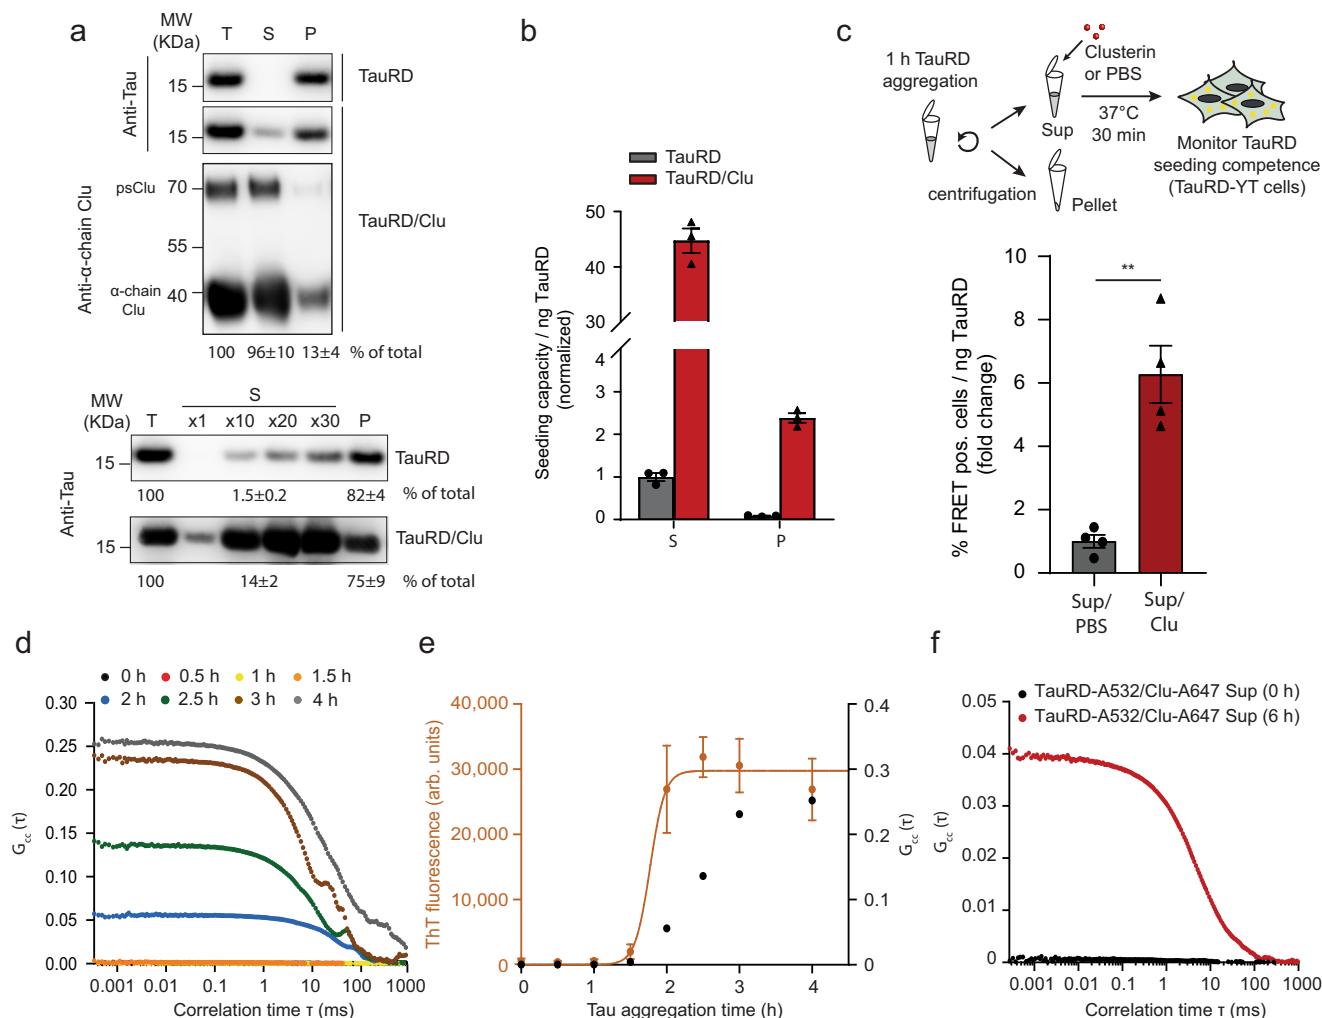 a
MW
(KDa)
T S P
Anti-Tau
15
TauRD
15
Anti-α-chain Clu
psClu 70
55
α-chain
Clu
40
TauRD/Clu
100 96±10 13±4 % of total
MW
(KDa)
S
T x1 x10 x20 x30 P
Anti-Tau
15
TauRD
100 1.5±0.2 82±4 % of total
15
TauRD/Clu
100 14±2 75±9 % of total
b
TauRD
TauRD/Clu
Seeding capacity / ng TauRD
(normalized)
50
40
30
4
3
2
1
0
S P
c
1 h TauRD
aggregation
centrifugation
Sup
Pellet
Clusterin
or PBS
37°C
30 min
Monitor TauRD
seeding competence
(TauRD-YT cells)
% FRET pos. cells / ng TauRD
(fold change)
10
8
6
4
2
0
**
Sup/
PBS
Sup/
Clu
d
0 h 0.5 h 1 h 1.5 h
2 h 2.5 h 3 h 4 h
Gcc (τ)
0.30
0.25
0.20
0.15
0.10
0.05
0.00
0.001 0.01 0.1 1 10 100 1000
Correlation time τ (ms)
e
ThT fluorescence (arb. units)
40,000
30,000
20,000
10,000
0
0.4
0.3
0.2
0.1
0
Gcc (τ)
0 1 2 3 4
Tau aggregation time (h)
f
TauRD-A532/Clu-A647 Sup (0 h)
TauRD-A532/Clu-A647 Sup (6 h)
Gcc (τ)
0.05
0.04
0.03
0.02
0.01
0
0.001 0.01 0.1 1 10 100 1000
Correlation time τ (ms)